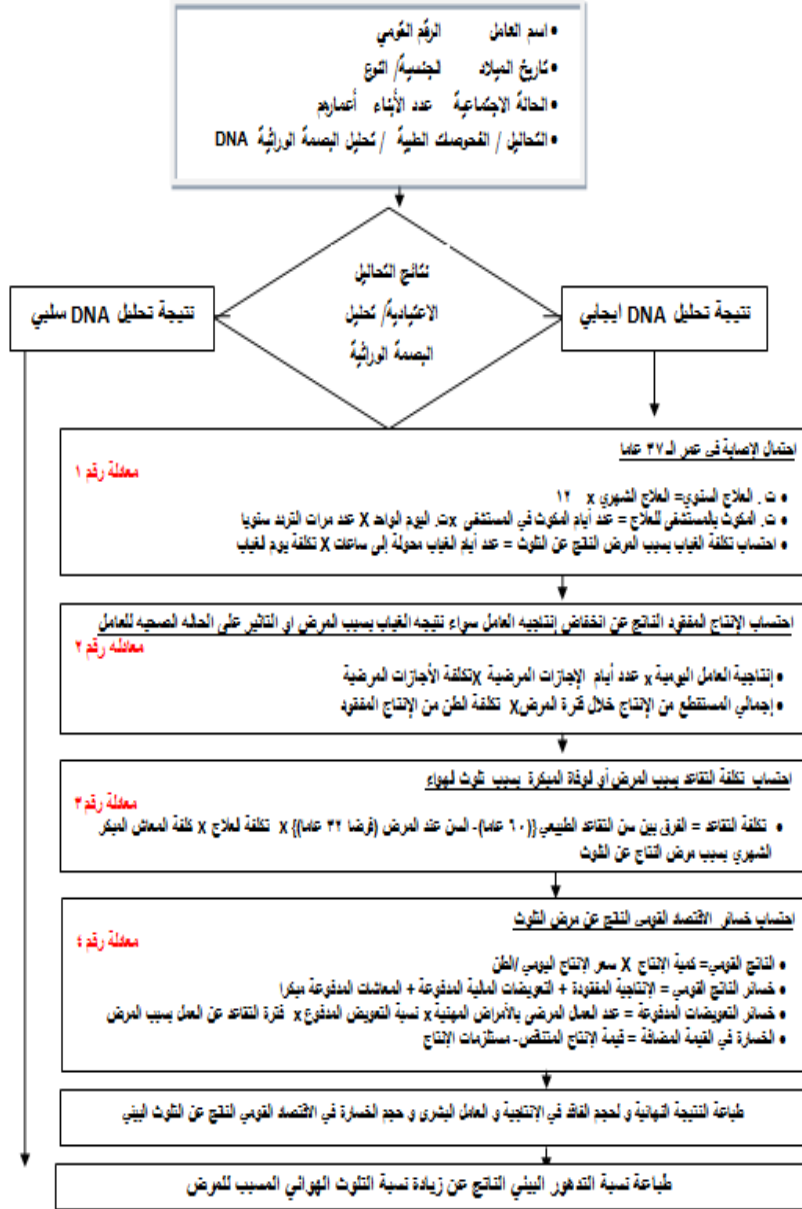 • اسم العامل الرقم القومي
• تاريخ الميلاد الجنسية/ النوع
• الحالة الاجتماعية عدد الأبناء أعمارهم
• التحاليل / الفحوصات الطبية / تحليل البصمة الوراثية DNA
نتائج التحاليل
الاعتيادية/ تحليل
البصمة الوراثية
نتيجة تحليل DNA ايجابي
نتيجة تحليل DNA سلبي
احتمال الإصابة في عمر الـ ٣٧ عاما
معادلة رقم ١
• ت. العلاج السنوي= العلاج الشهري x ١٢
• ت. المكوث بالمستشفى للعلاج = عدد أيام المكوث في المستشفى xت. اليوم الواحد X عدد مرات التردد سنويا
• احتساب تكلفة الغياب بسبب المرض الناتج عن التلوث = عدد أيام الغياب محولة إلى ساعات X تكلفة يوم الغياب
احتساب الإنتاج المفقود الناتج عن انخفاض إنتاجيه العامل سواء نتيجه الغياب بسبب المرض او التاثير على الحاله الصحيه للعامل
معادله رقم ٢
• إنتاجية العامل اليومية x عدد أيام الإجازات المرضية Xتكلفة الأجازات المرضية
• إجمالي المستقطع من الإنتاج خلال فترة المرضX تكلفة الطن من الإنتاج المفقود
احتساب تكلفة التقاعد بسبب المرض أو لوفاة المبكرة بسبب تلوث لهواء
معادلة رقم ٣
• تكلفة التقاعد = الفرق بين سن التقاعد الطبيعي {(٦٠ عاما)- السن عند المرض (فرضا ٣٢ عاما)} X تكلفة لعلاج X كلفة المعاش المبكر
الشهري بسبب مرض الناتج عن التلوث
احتساب خسائر الاقتصاد القومي الناتج عن مرض التلوث
معادلة رقم ٤
• الناتج القومي= كمية الإنتاج X سعر الإنتاج اليومي /الطن
• خسائر الناتج القومي = الإنتاجية المفقودة + التعويضات المالية المدفوعة + المعاشات المدفوعة مبكرا
• خسائر التعويضات المدفوعة = عدد العمال المرضى بالأمراض المهنية x نسبة التعويض المدفوع x فترة التقاعد عن العمل بسبب المرض
• الخسارة في القيمة المضافة = قيمة الإنتاج المتناقص- مستلزمات الإنتاج
طباعة النتيجة النهائية و لحجم الفاقد في الإنتاجية و العامل البشري و حجم الخسارة في الاقتصاد القومي الناتج عن التلوث البيئي
طباعة نسبة التدهور البيئي الناتج عن زيادة نسبة التلوث الهوائي المسبب للمرض